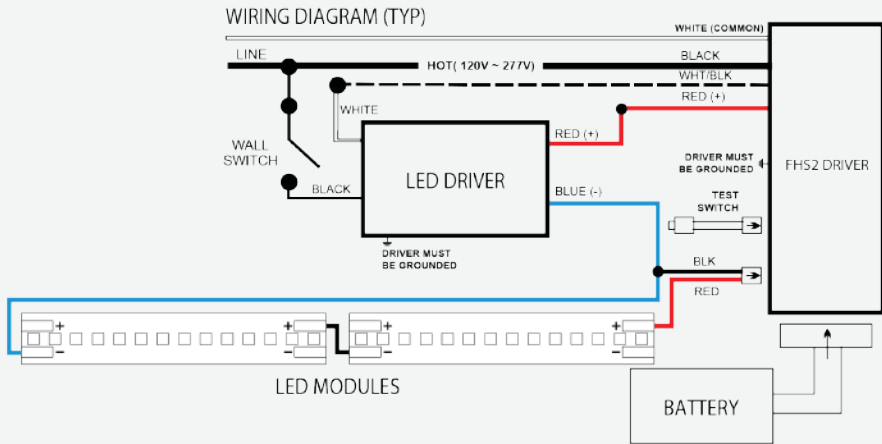 WIRING DIAGRAM (TYP)
WHITE (COMMON)
LINE
BLACK
HOT( 120V ~ 277V)
WHT/BLK
RED (+)
WHITE
RED (+)
WALL
SWITCH
LED DRIVER
DRIVER MUST
BE GROUNDED
FHS2 DRIVER
BLACK
BLUE (-)
TEST
SWITCH
DRIVER MUST
BE GROUNDED
BLK
RED
+ + + +
− − − −
LED MODULES
BATTERY